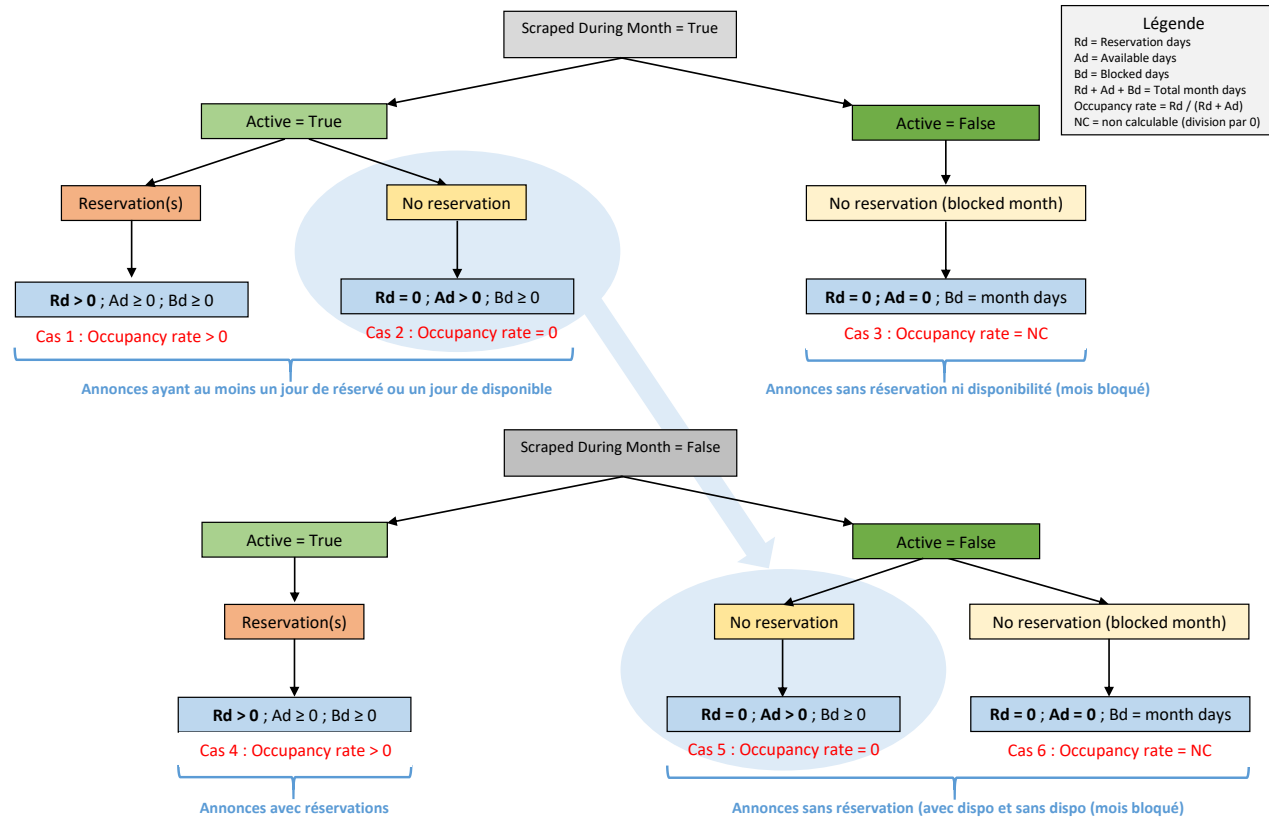 Scraped During Month = True
Légende
Rd = Reservation days
Ad = Available days
Bd = Blocked days
Rd + Ad + Bd = Total month days
Occupancy rate = Rd / (Rd + Ad)
NC = non calculable (division par 0)
Active = True
Active = False
Reservation(s)
No reservation
No reservation (blocked month)
Rd > 0 ; Ad ≥ 0 ; Bd ≥ 0
Rd = 0 ; Ad > 0 ; Bd ≥ 0
Rd = 0 ; Ad = 0 ; Bd = month days
Cas 1 : Occupancy rate > 0
Cas 2 : Occupancy rate = 0
Cas 3 : Occupancy rate = NC
Annonces ayant au moins un jour de réservé ou un jour de disponible
Annonces sans réservation ni disponibilité (mois bloqué)
Scraped During Month = False
Active = True
Active = False
Reservation(s)
No reservation
No reservation (blocked month)
Rd > 0 ; Ad ≥ 0 ; Bd ≥ 0
Rd = 0 ; Ad > 0 ; Bd ≥ 0
Rd = 0 ; Ad = 0 ; Bd = month days
Cas 4 : Occupancy rate > 0
Cas 5 : Occupancy rate = 0
Cas 6 : Occupancy rate = NC
Annonces avec réservations
Annonces sans réservation (avec dispo et sans dispo (mois bloqué)